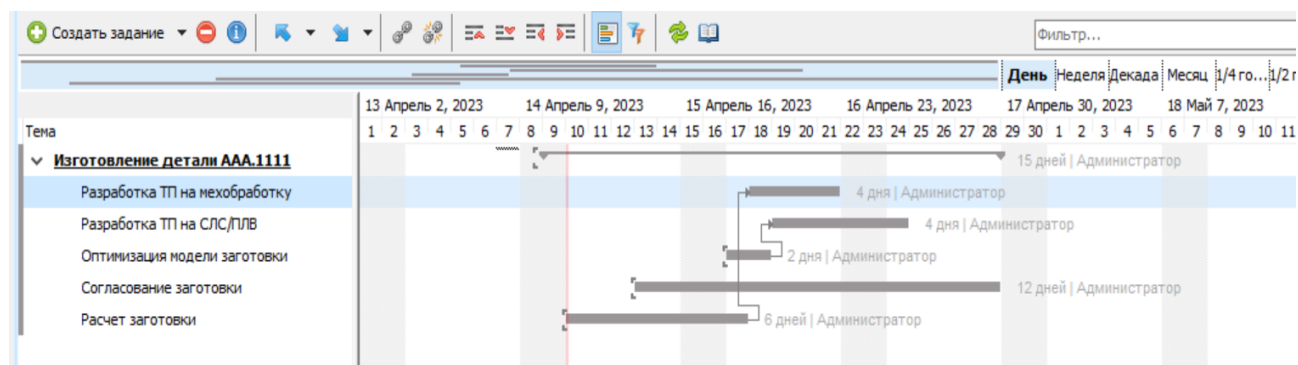 Создать задание
Фильтр...
День Неделя Декада Месяц 1/4 го... 1/2 г
13 Апрель 2, 2023 14 Апрель 9, 2023 15 Апрель 16, 2023 16 Апрель 23, 2023 17 Апрель 30, 2023 18 Май 7, 2023
Тема 1 2 3 4 5 6 7 8 9 10 11 12 13 14 15 16 17 18 19 20 21 22 23 24 25 26 27 28 29 30 1 2 3 4 5 6 7 8 9 10 11
Изготовление детали ААА.1111 15 дней | Администратор
Разработка ТП на мехобработку 4 дня | Администратор
Разработка ТП на СЛС/ПЛВ 4 дня | Администратор
Оптимизация модели заготовки 2 дня | Администратор
Согласование заготовки 12 дней | Администратор
Расчет заготовки 6 дней | Администратор